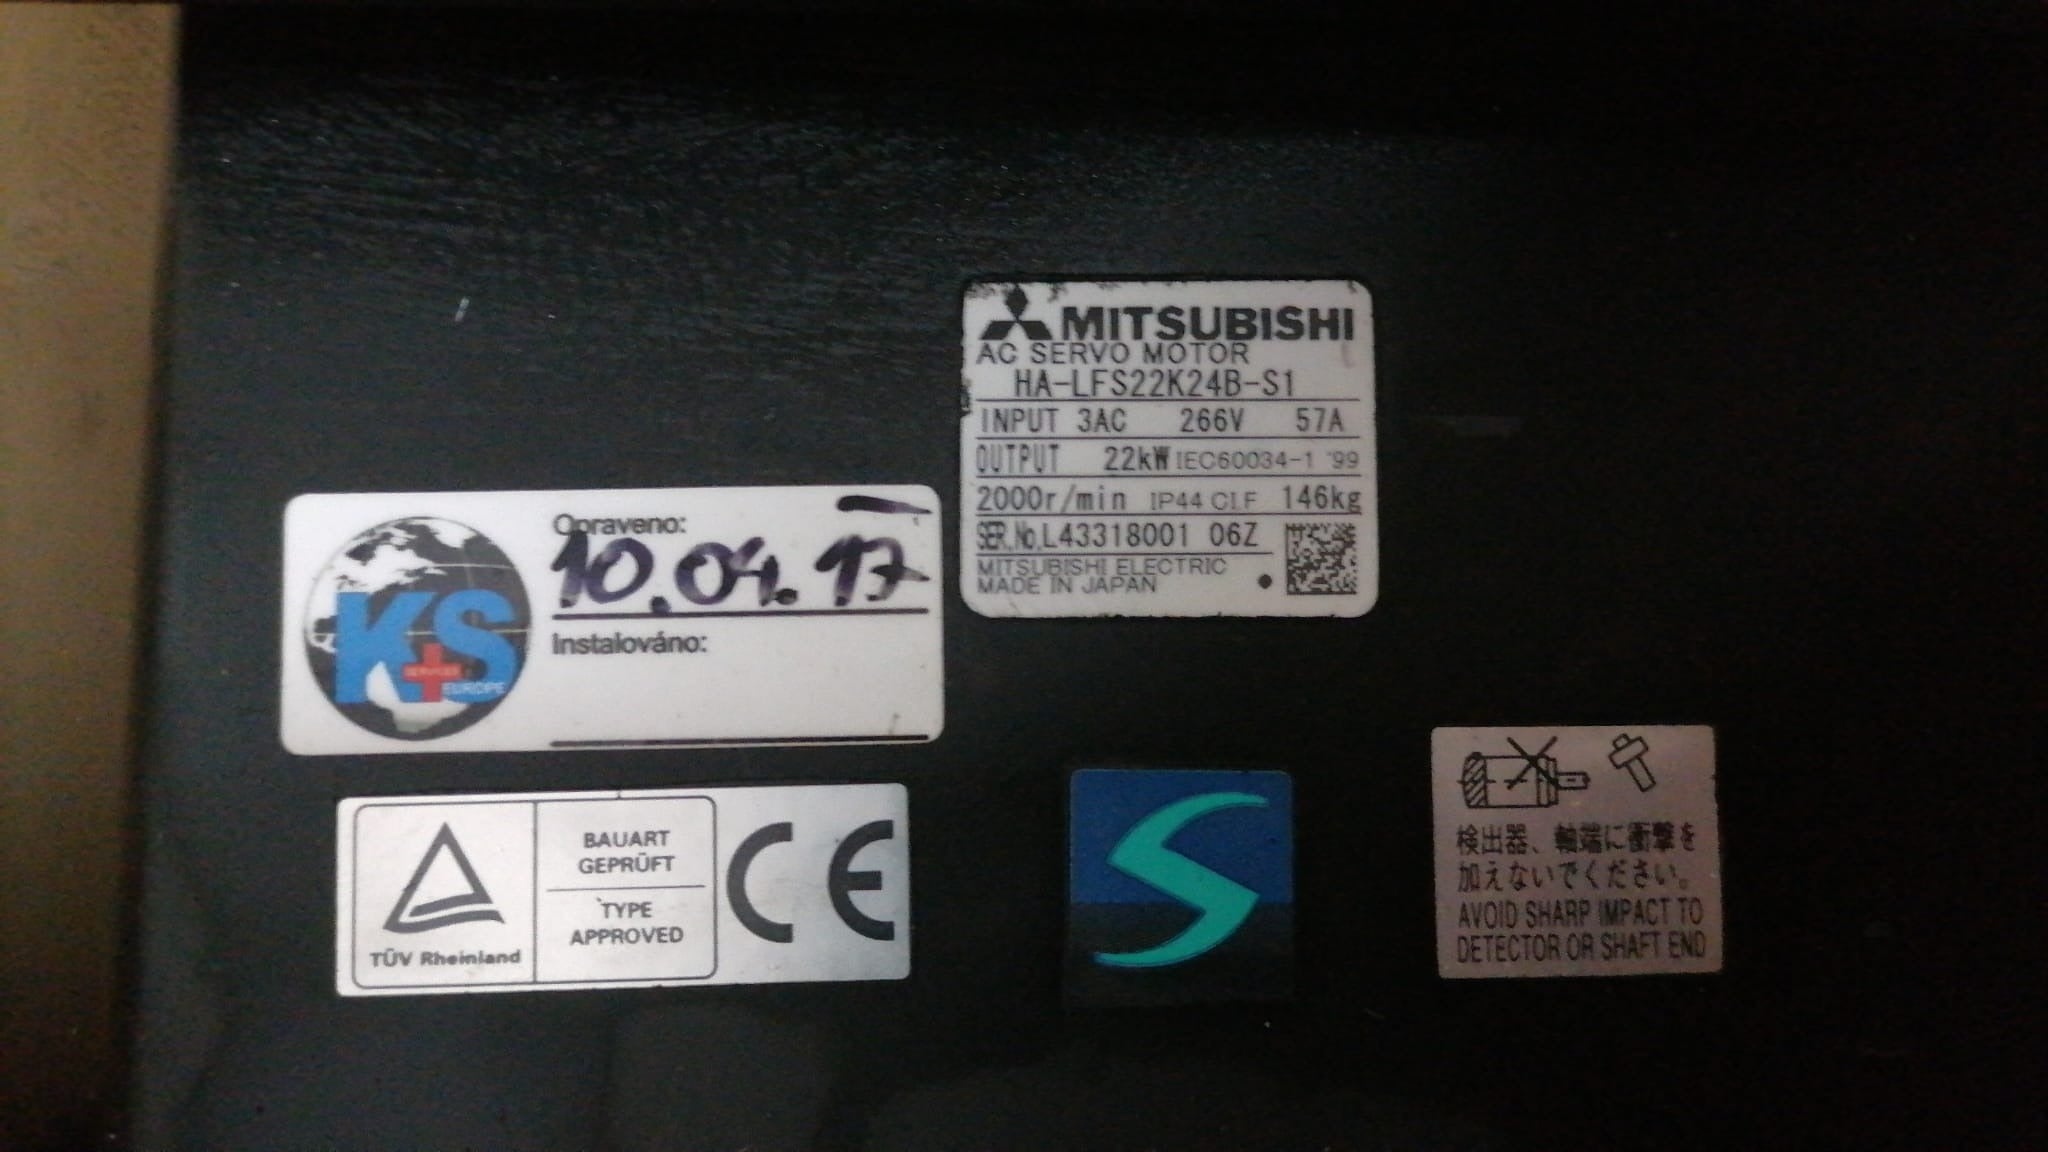 MITSUBISHI
AC SERVO MOTOR
HA-LFS22K24B-S1
INPUT 3AC 266V 57A
OUTPUT 22kW IEC60034-1 '99
2000r/min IP44 CI.F 146kg
SER.No.L43318001 06Z
MITSUBISHI ELECTRIC
MADE IN JAPAN
Opraveno:
10.04.17
Instalováno:
K+S
SERVICES
EUROPE
TÜV Rheinland
BAUART
GEPRÜFT
TYPE
APPROVED
CE
S
検出器、軸端に衝撃を
加えないでください。
AVOID SHARP IMPACT TO
DETECTOR OR SHAFT END